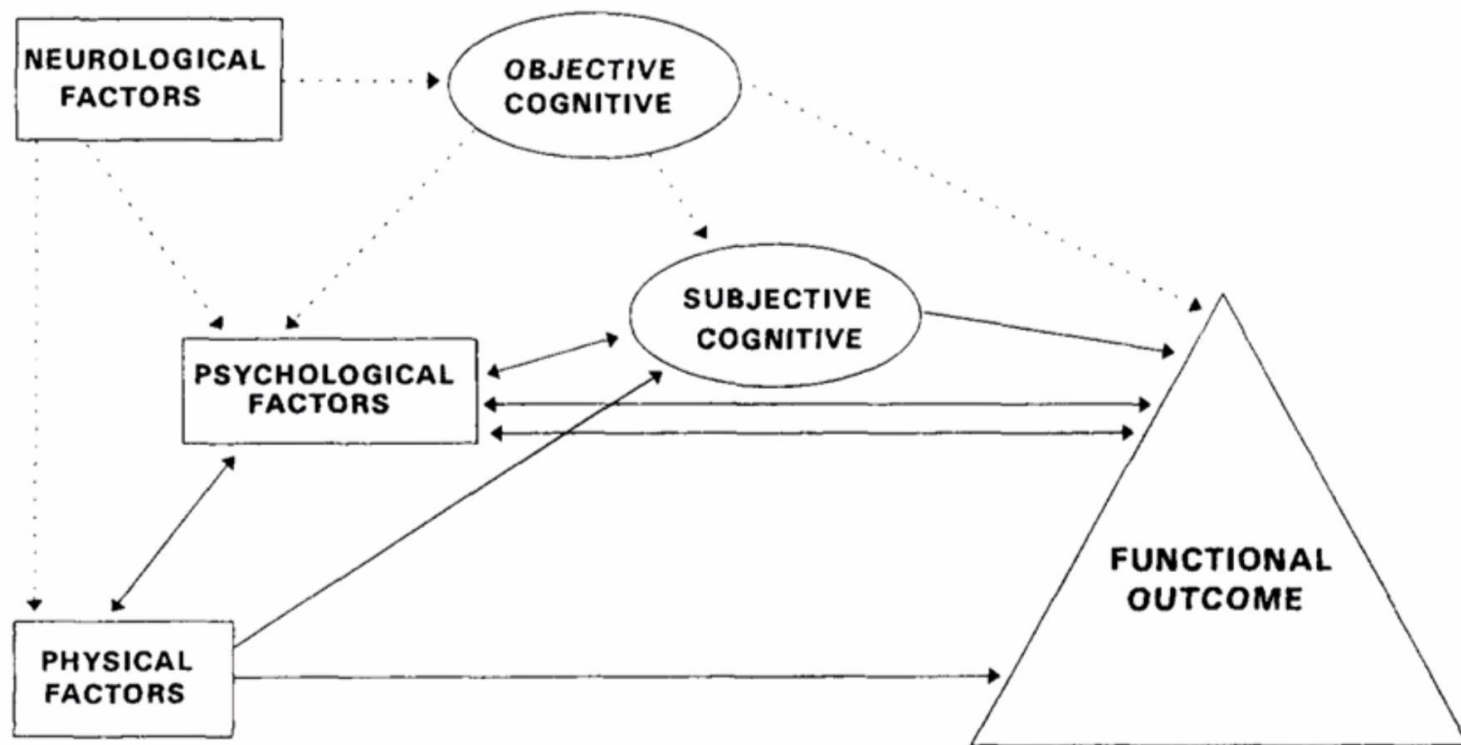 NEUROLOGICAL
FACTORS
OBJECTIVE
COGNITIVE
SUBJECTIVE
COGNITIVE
PSYCHOLOGICAL
FACTORS
FUNCTIONAL
OUTCOME
PHYSICAL
FACTORS